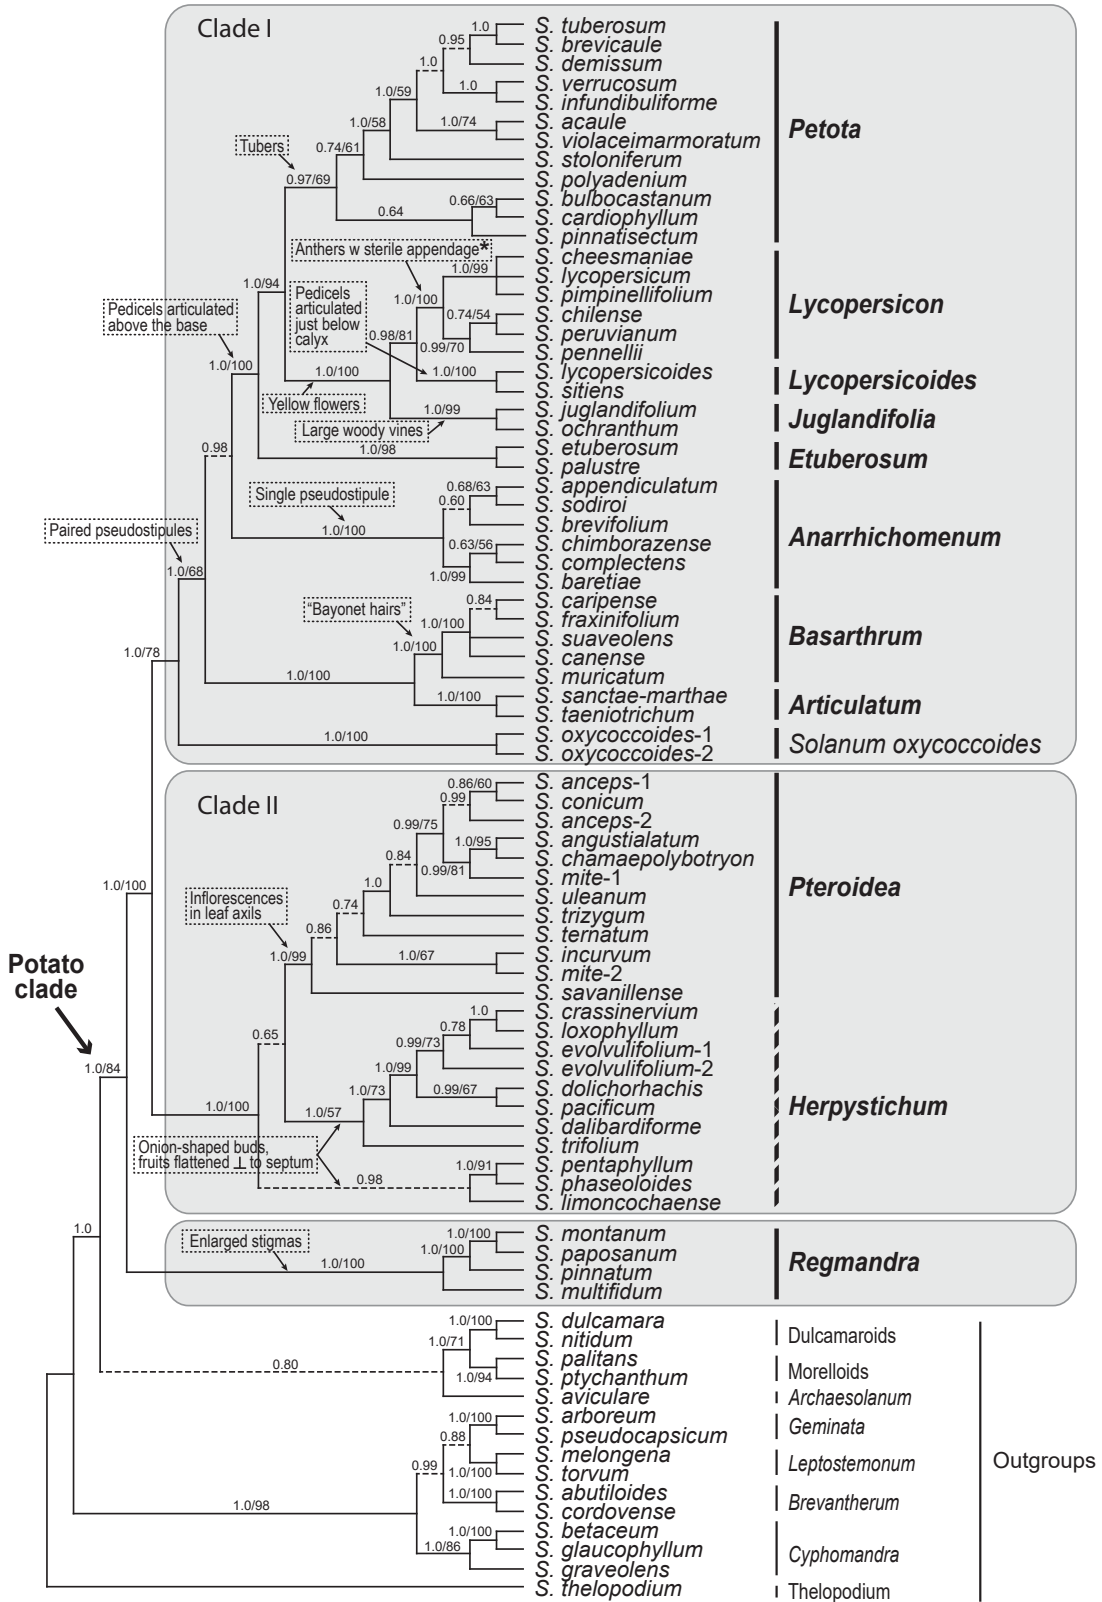 Clade I
S. tuberosum
S. brevicaule
S. demissum
S. verrucosum
S. infundibuliforme
S. acaule
S. violaceimarmoratum
S. stoloniferum
S. polyadenium
S. bulbocastanum
S. cardiophyllum
S. pinnatisectum
Petota
1.0
0.95
1.0
1.0
1.0/59
1.0/74
1.0/58
0.74/61
Tubers
0.97/69
0.66/63
0.64
Anthers w sterile appendage*
S. cheesmaniae
S. lycopersicum
S. pimpinellifolium
S. chilense
S. peruvianum
S. pennellii
Lycopersicon
1.0/99
1.0/94
Pedicels
articulated
just below
calyx
1.0/100
0.74/54
0.98/81
0.99/70
Pedicels articulated
above the base
1.0/100
1.0/100
1.0/100
S. lycopersicoides
S. sitiens
Lycopersicoides
Yellow flowers
1.0/99
S. juglandifolium
S. ochranthum
Juglandifolia
Large woody vines
1.0/98
S. etuberosum
S. palustre
Etuberosum
0.98
Single pseudostipule
0.68/63
0.60
1.0/100
0.63/56
1.0/99
S. appendiculatum
S. sodiroi
S. brevifolium
S. chimborazense
S. complectens
S. baretiae
Anarrhichomenum
Paired pseudostipules
1.0/68
"Bayonet hairs"
0.84
1.0/100
1.0/100
S. caripense
S. fraxinifolium
S. suaveolens
S. canense
S. muricatum
Basarthrum
1.0/78
1.0/100
1.0/100
S. sanctae-marthae
S. taeniotrichum
Articulatum
1.0/100
S. oxycoccoides-1
S. oxycoccoides-2
Solanum oxycoccoides
Clade II
0.86/60
0.99
0.99/75
1.0/95
0.84
0.99/81
1.0
0.74
0.86
1.0/67
S. anceps-1
S. conicum
S. anceps-2
S. angustialatum
S. chamaepolybotryon
S. mite-1
S. uleanum
S. trizygum
S. ternatum
S. incurvum
S. mite-2
S. savanillense
Pteroidea
1.0/100
Inflorescences
in leaf axils
1.0/99
Potato
clade
1.0/84
1.0
0.78
0.99/73
1.0/99
0.65
1.0/73
0.99/67
1.0/100
1.0/57
S. crassinervium
S. loxophyllum
S. evolvulifolium-1
S. evolvulifolium-2
S. dolichorhachis
S. pacificum
S. dalibardiforme
S. trifolium
S. pentaphyllum
S. phaseoloides
S. limoncochaense
Herpystichum
Onion-shaped buds,
fruits flattened ⊥ to septum
1.0/91
0.98
1.0
Enlarged stigmas
1.0/100
1.0/100
1.0/100
S. montanum
S. paposanum
S. pinnatum
S. multifidum
Regmandra
1.0/100
1.0/71
0.80
1.0/94
S. dulcamara
S. nitidum
Dulcamaroids
S. palitans
S. ptychanthum
Morelloids
S. aviculare
Archaesolanum
1.0/100
0.88
0.99
1.0/100
1.0/98
1.0/100
S. arboreum
S. pseudocapsicum
Geminata
S. melongena
S. torvum
Leptostemonum
Outgroups
S. abutiloides
S. cordovense
Brevantherum
1.0/100
1.0/86
S. betaceum
S. glaucophyllum
S. graveolens
Cyphomandra
S. thelopodium
Thelopodium